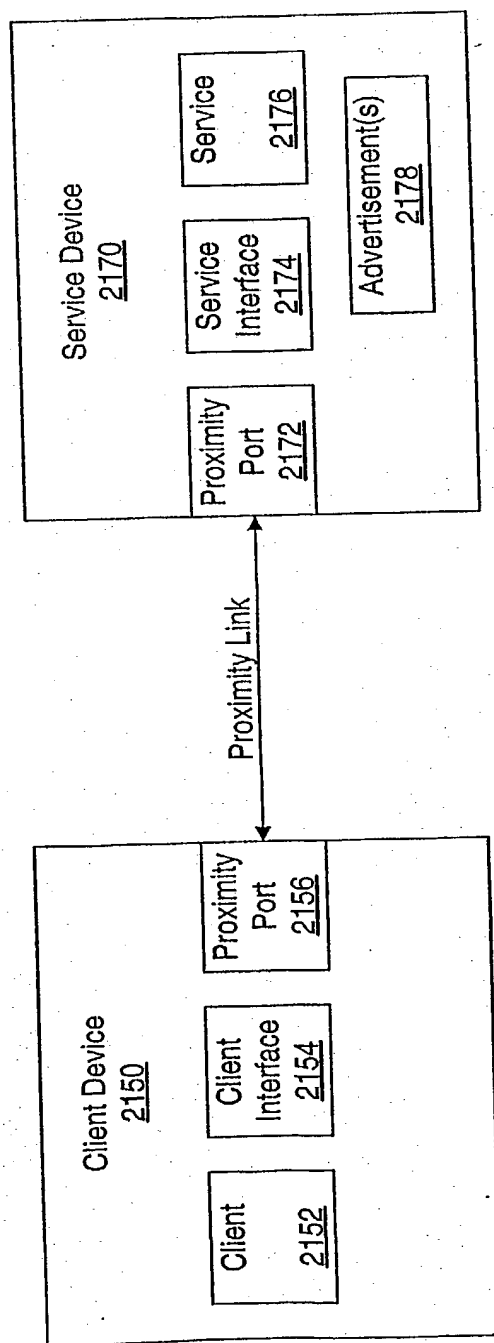 Client Device
2150
Client
2152
Client
Interface
2154
Proximity
Port
2156
Proximity Link
Service Device
2170
Proximity
Port
2172
Service
Interface
2174
Service
2176
Advertisement(s)
2178